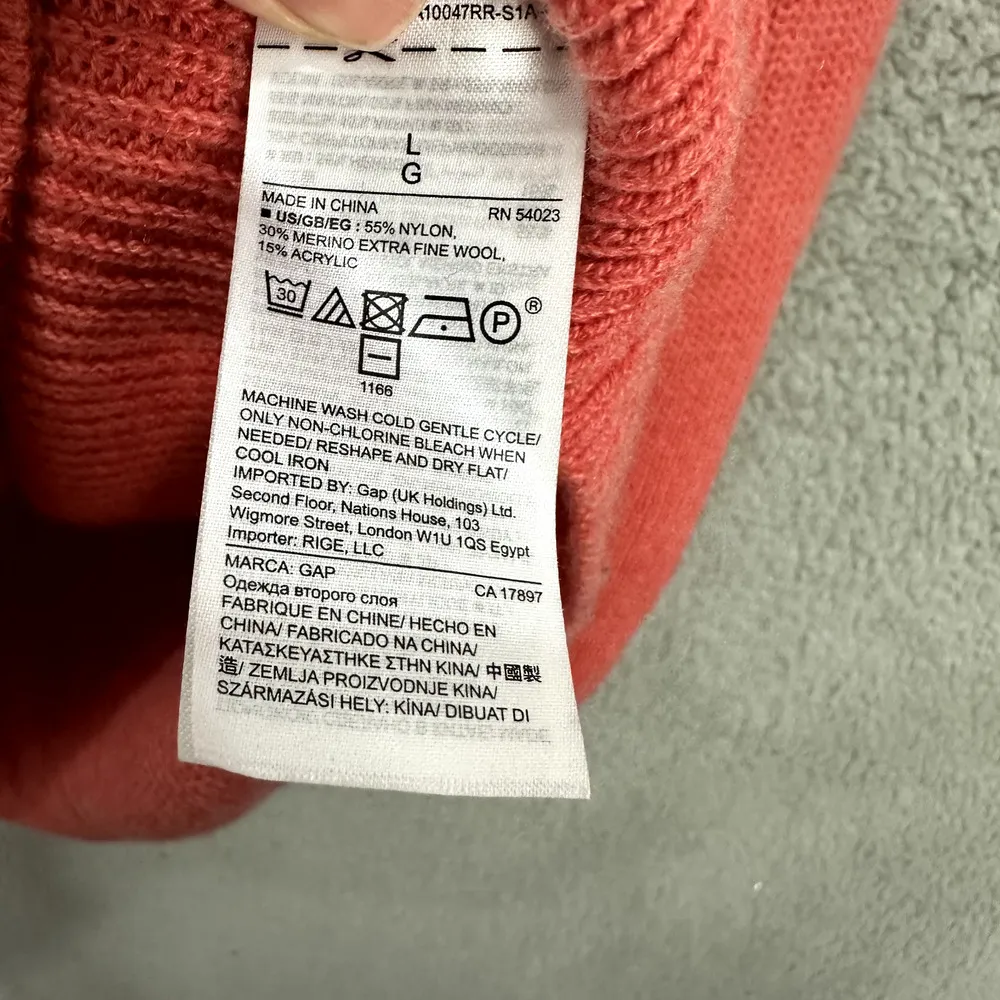 10047RR-S1A
L
G
MADE IN CHINA RN 54023
■ US/GB/EG : 55% NYLON,
30% MERINO EXTRA FINE WOOL,
15% ACRYLIC
30 P ®
1166
MACHINE WASH COLD GENTLE CYCLE/
ONLY NON-CHLORINE BLEACH WHEN
NEEDED/ RESHAPE AND DRY FLAT/
COOL IRON
IMPORTED BY: Gap (UK Holdings) Ltd.
Second Floor, Nations House, 103
Wigmore Street, London W1U 1QS Egypt
Importer: RIGE, LLC
MARCA: GAP CA 17897
Одежда второго слоя
FABRIQUE EN CHINE/ HECHO EN
CHINA/ FABRICADO NA CHINA/
ΚΑΤΑΣΚΕΥΑΣΤΗΚΕ ΣΤΗΝ ΚΙΝΑ/ 中國製
造/ ZEMLJA PROIZVODNJE KINA/
SZÁRMAZÁSI HELY: KÍNA/ DIBUAT DI